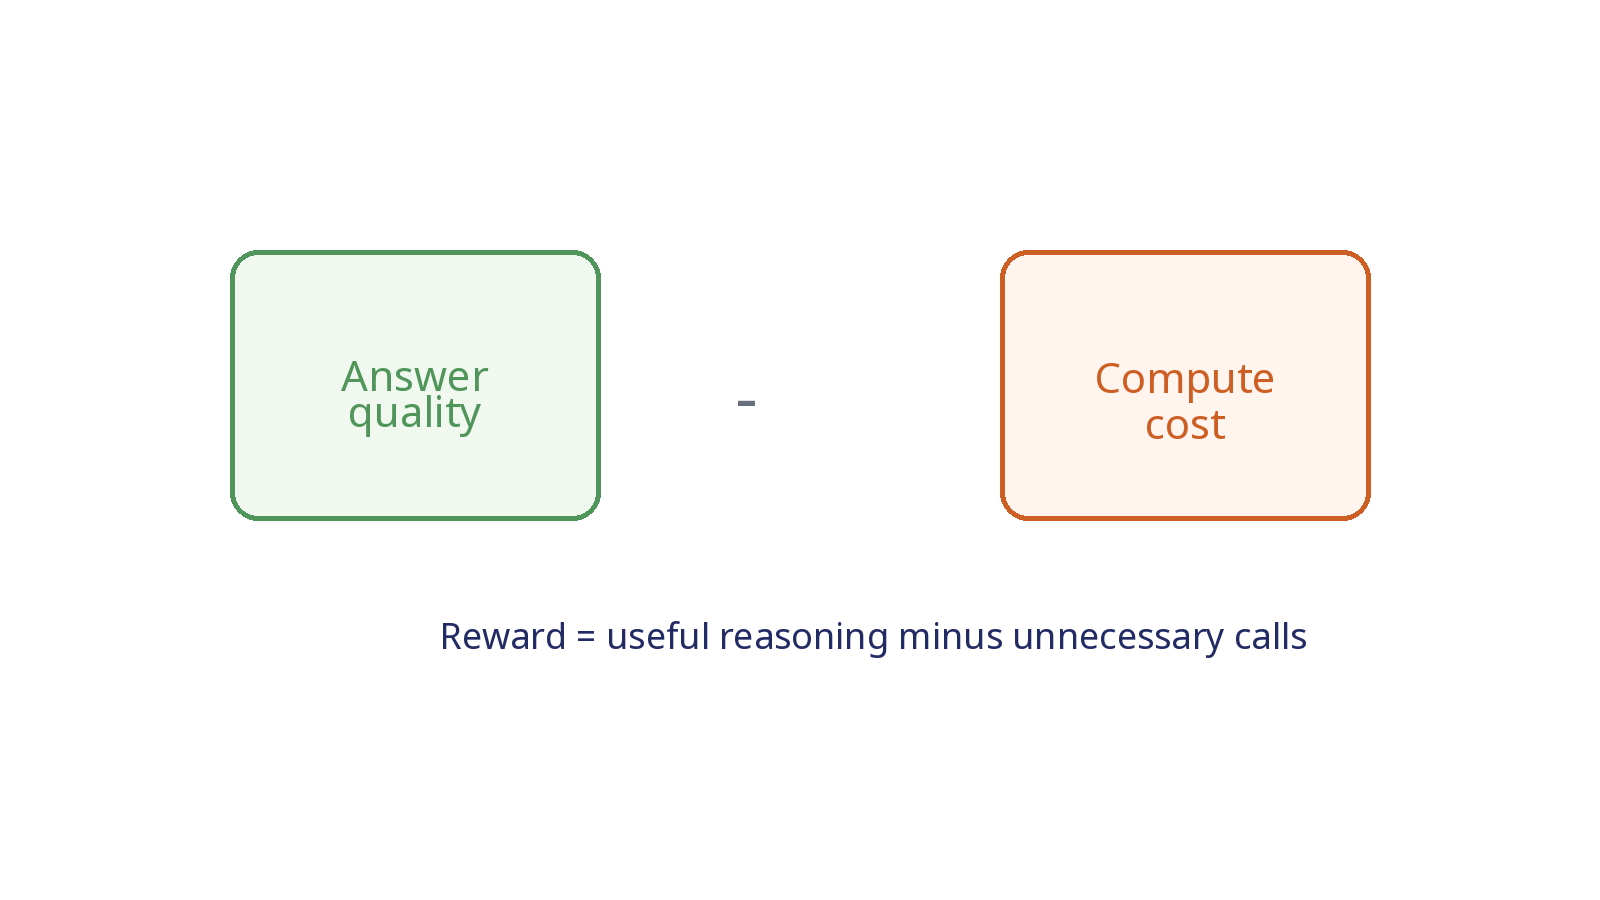 Answer
quality
-
Compute
cost
Reward = useful reasoning minus unnecessary calls